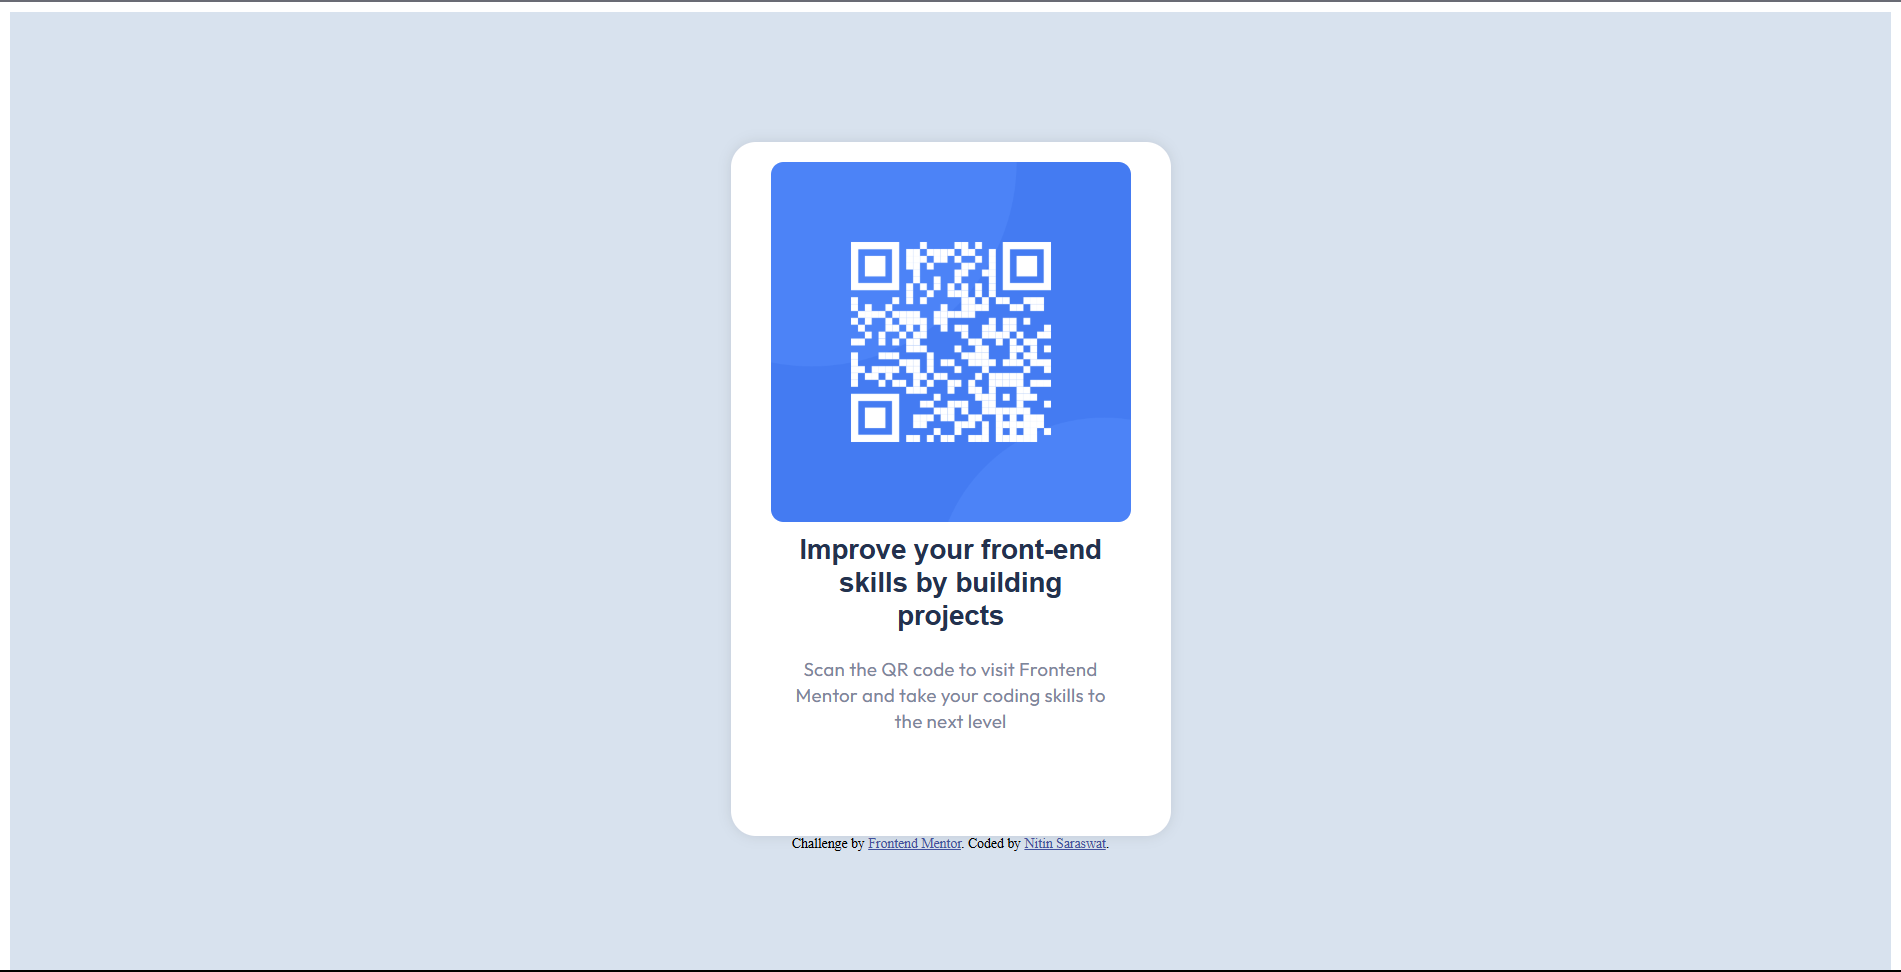 Improve your front-end
skills by building
projects
Scan the QR code to visit Frontend
Mentor and take your coding skills to
the next level
Challenge by Frontend Mentor. Coded by Nitin Saraswat.